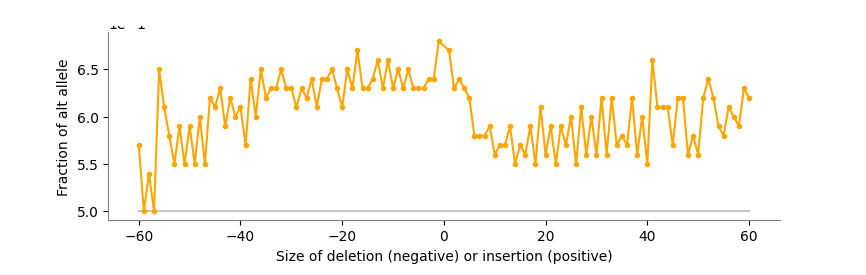 6.5
6.0
5.5
5.0
Fraction of alt allele
−60 −40 −20 0 20 40 60
Size of deletion (negative) or insertion (positive)